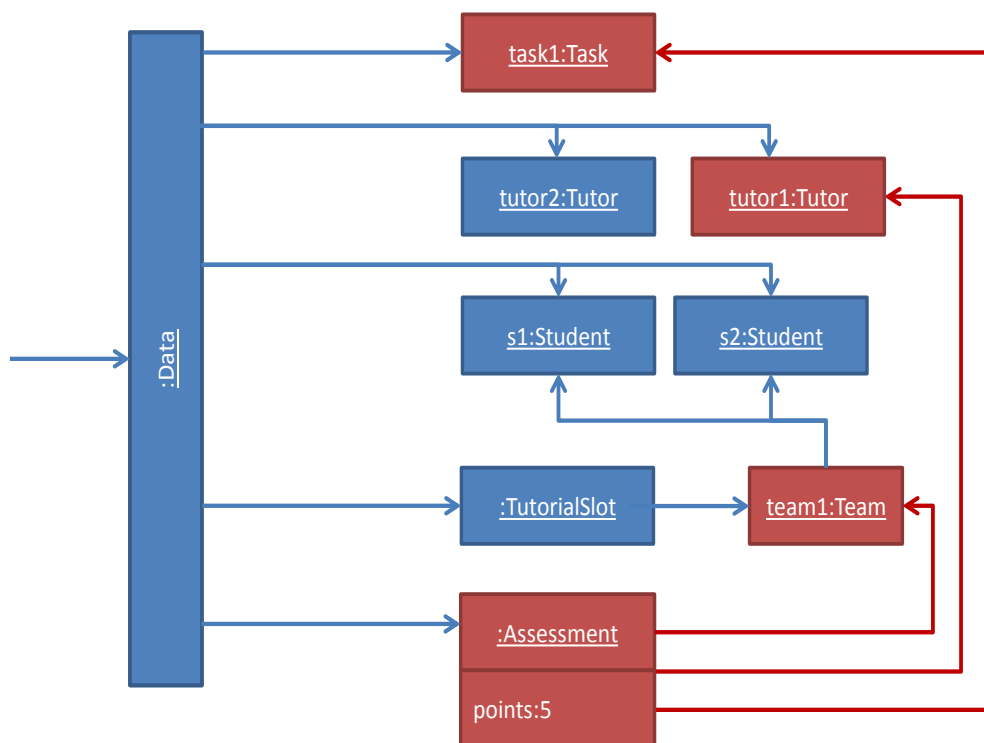 task1:Task
tutor2:Tutor
tutor1:Tutor
:Data
s1:Student
s2:Student
:TutorialSlot
team1:Team
:Assessment
points:5